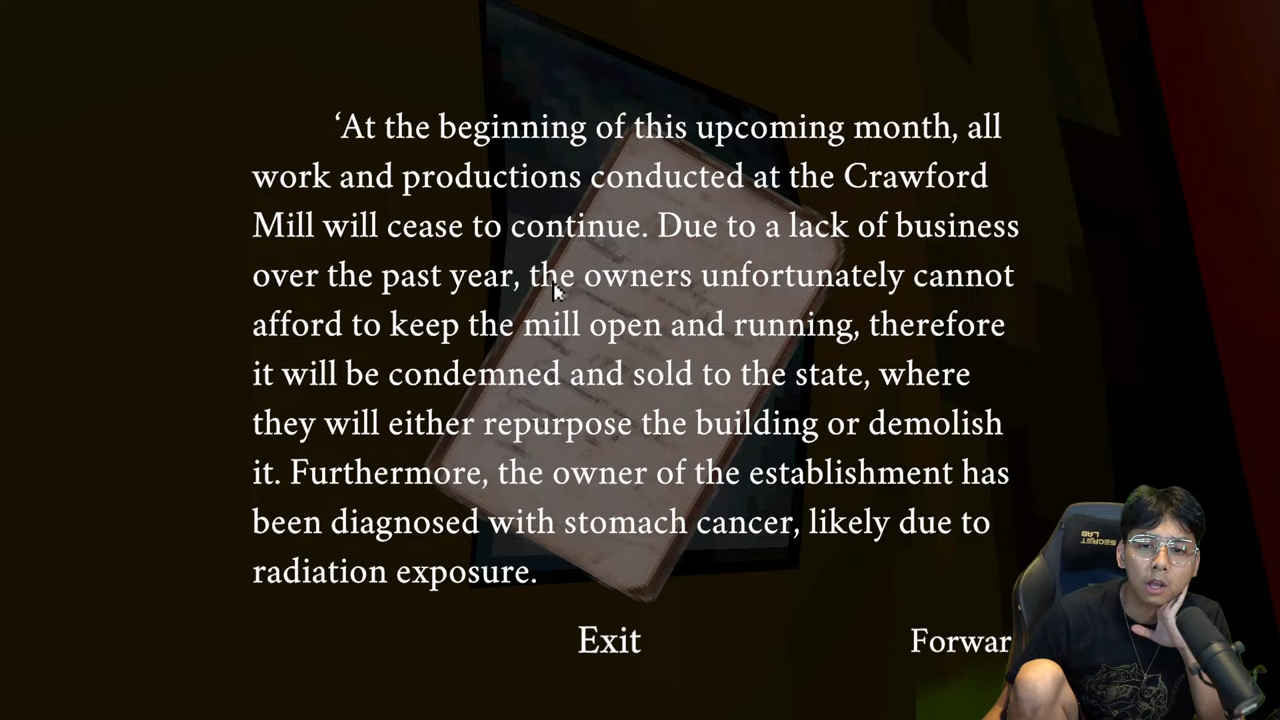 ‘At the beginning of this upcoming month, all
work and productions conducted at the Crawford
Mill will cease to continue. Due to a lack of business
over the past year, the owners unfortunately cannot
afford to keep the mill open and running, therefore
it will be condemned and sold to the state, where
they will either repurpose the building or demolish
it. Furthermore, the owner of the establishment has
been diagnosed with stomach cancer, likely due to
radiation exposure.
Exit
Forwar
SECRET
LAB